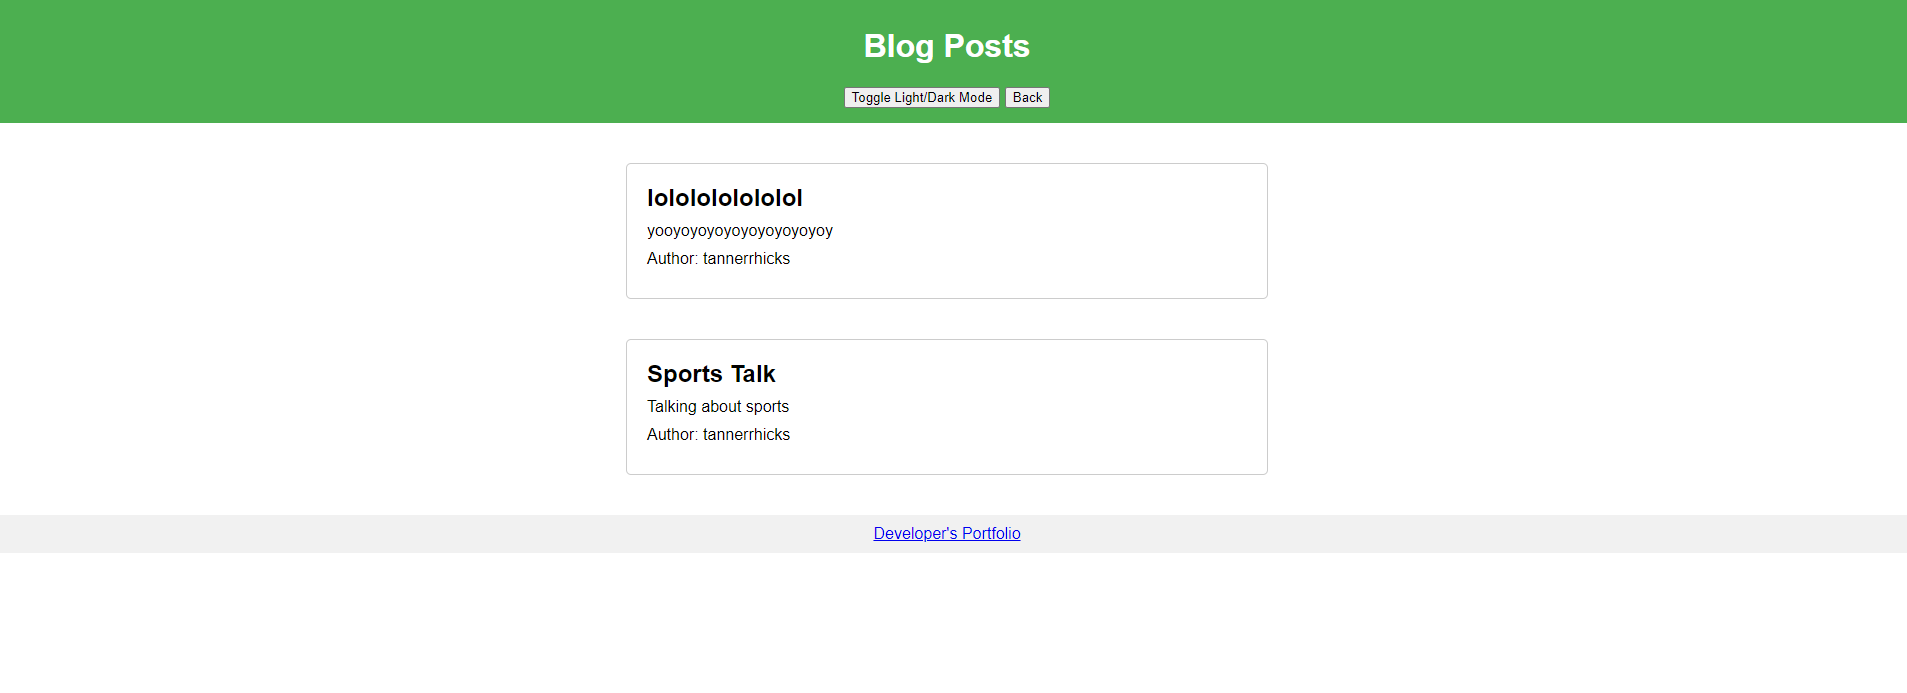 Blog Posts
Toggle Light/Dark Mode Back
lolololololololol
yooyoyoyoyoyoyoyoyoyoy
Author: tannerrhicks
Sports Talk
Talking about sports
Author: tannerrhicks
Developer's Portfolio